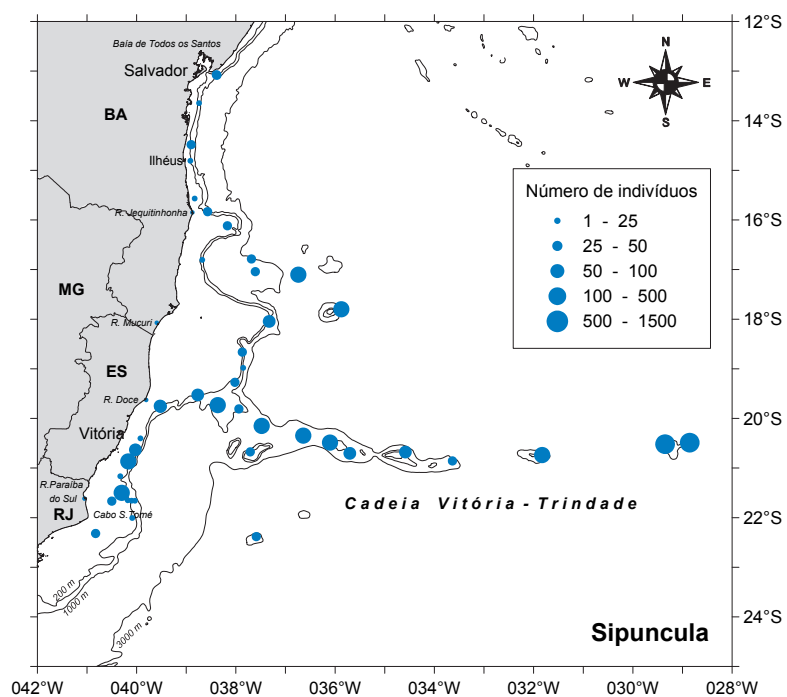 12°S
Baía de Todos os Santos
Salvador
N
W
E
S
14°S
BA
Ilhéus
Número de indivíduos
1 - 25
25 - 50
50 - 100
100 - 500
500 - 1500
16°S
R. Jequitinhonha
MG
R. Mucuri
18°S
ES
R. Doce
20°S
Vitória
R.Paraíba
do Sul
Cadeia Vitória - Trindade
RJ
Cabo S.Tomé
22°S
200 m
1000 m
3000 m
24°S
Sipuncula
042°W
040°W
038°W
036°W
034°W
032°W
030°W
028°W